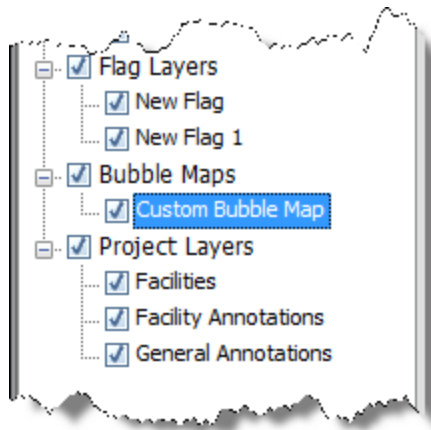 Flag Layers
New Flag
New Flag 1
Bubble Maps
Custom Bubble Map
Project Layers
Facilities
Facility Annotations
General Annotations